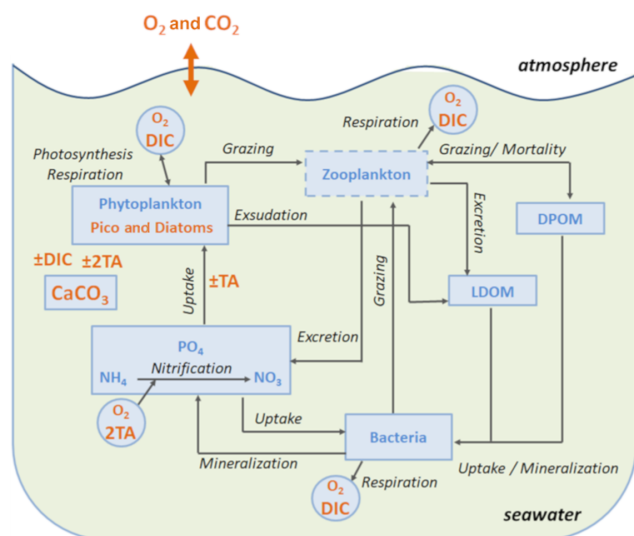 O₂ and CO₂
atmosphere
O₂
DIC
Respiration
O₂
DIC
Photosynthesis
Respiration
Grazing
Grazing/ Mortality
Zooplankton
Phytoplankton
Pico and Diatoms
Exsudation
Excretion
DPOM
±DIC ±2TA
CaCO₃
Uptake
±TA
Grazing
LDOM
Excretion
PO₄
Nitrification
NH₄
NO₃
O₂
2TA
Uptake
Bacteria
Mineralization
Uptake / Mineralization
Respiration
O₂
DIC
seawater